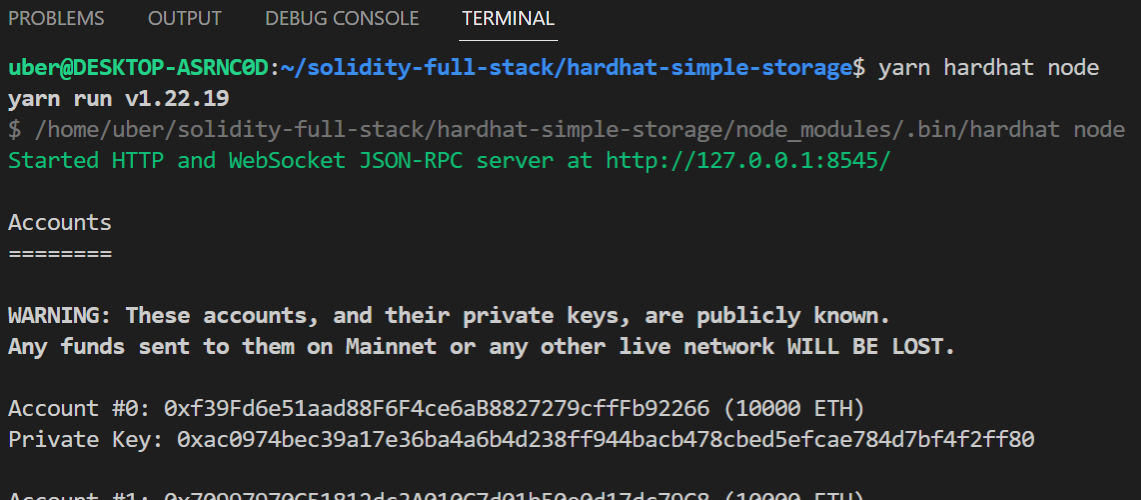 PROBLEMS OUTPUT DEBUG CONSOLE TERMINAL
uber@DESKTOP-ASRNC0D:~/solidity-full-stack/hardhat-simple-storage$ yarn hardhat node
yarn run v1.22.19
$ /home/uber/solidity-full-stack/hardhat-simple-storage/node_modules/.bin/hardhat node
Started HTTP and WebSocket JSON-RPC server at http://127.0.0.1:8545/
Accounts
========
WARNING: These accounts, and their private keys, are publicly known.
Any funds sent to them on Mainnet or any other live network WILL BE LOST.
Account #0: 0xf39Fd6e51aad88F6F4ce6aB8827279cffFb92266 (10000 ETH)
Private Key: 0xac0974bec39a17e36ba4a6b4d238ff944bacb478cbed5efcae784d7bf4f2ff80
Account #1: (10000 ETH)